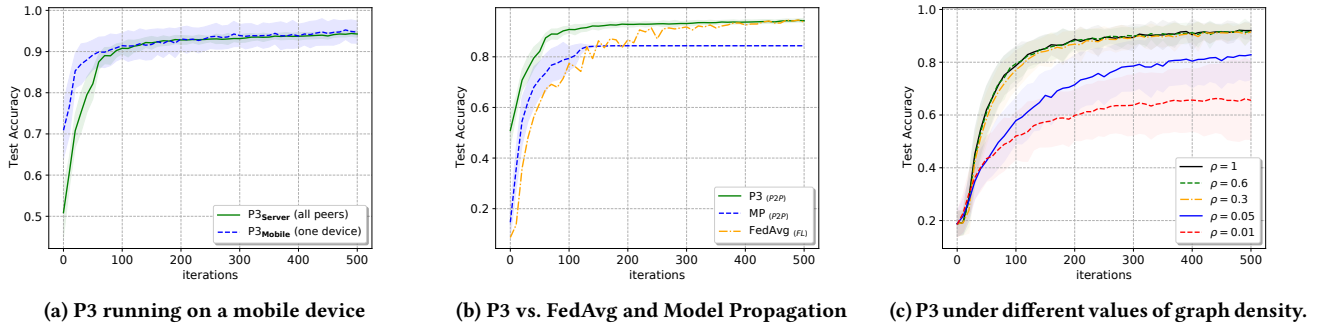 1.0
0.9
0.8
0.7
0.6
0.5
Test Accuracy
0
100
200
300
400
500
iterations
P3Server (all peers)
P3Mobile (one device)
(a) P3 running on a mobile device
1.0
0.8
0.6
0.4
0.2
Test Accuracy
0
100
200
300
400
500
iterations
P3 (P2P)
MP (P2P)
FedAvg (FL)
(b) P3 vs. FedAvg and Model Propagation
1.0
0.8
0.6
0.4
0.2
Test Accuracy
0
100
200
300
400
500
iterations
ρ = 1
ρ = 0.6
ρ = 0.3
ρ = 0.05
ρ = 0.01
(c) P3 under different values of graph density.